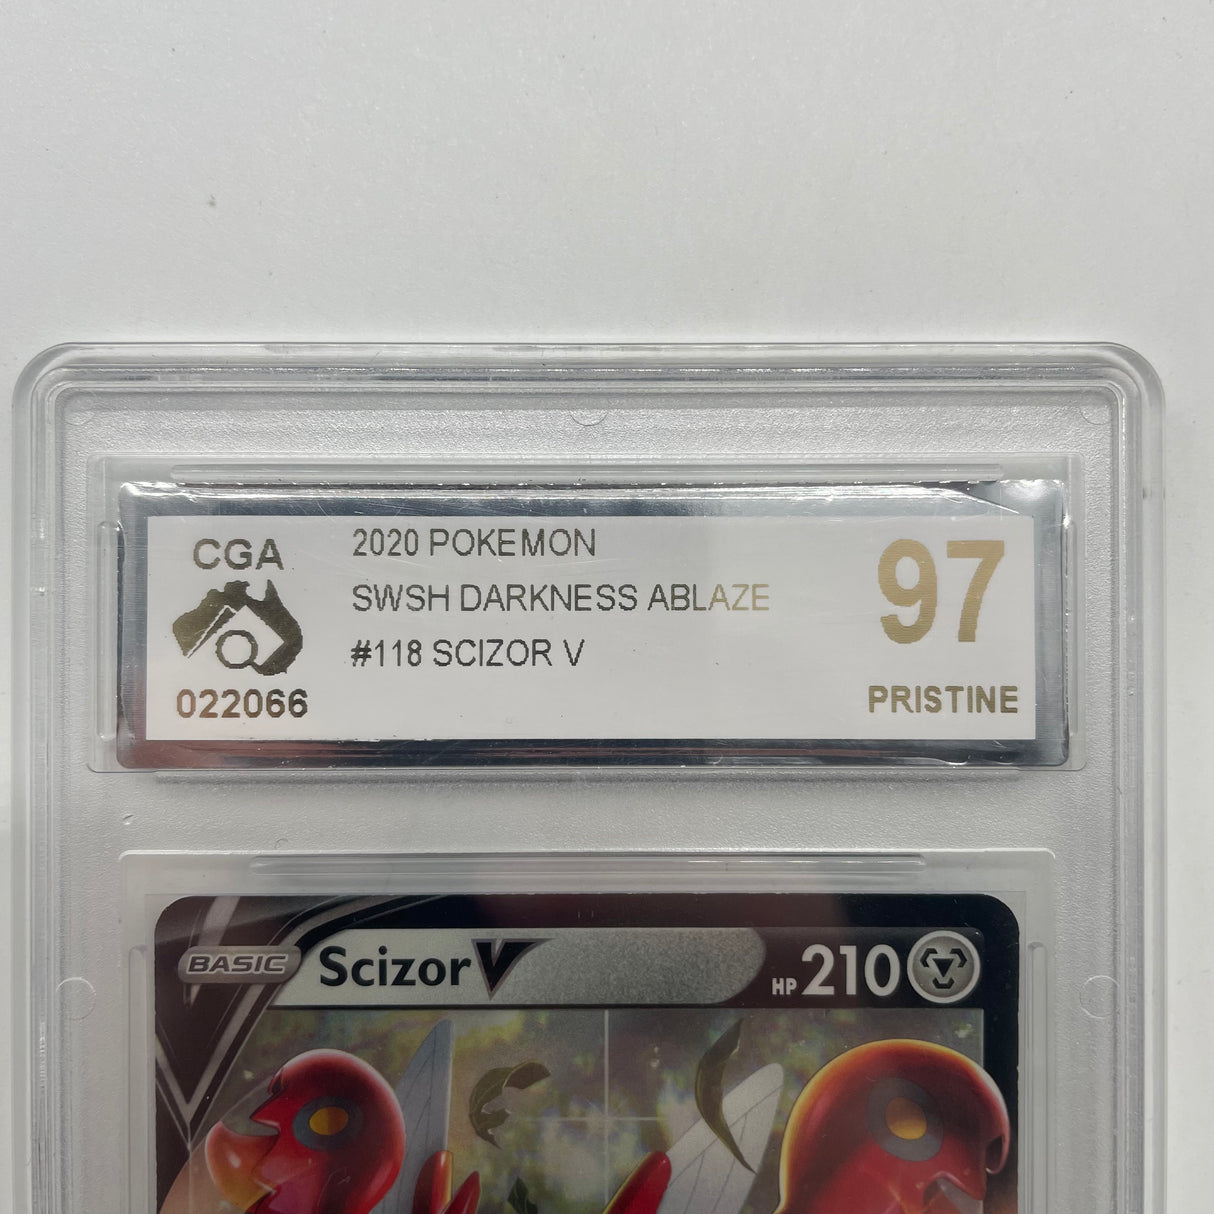 CGA
022066
2020 POKEMON
SWSH DARKNESS ABLAZE
#118 SCIZOR V
97
PRISTINE
BASIC
Scizor V
HP 210